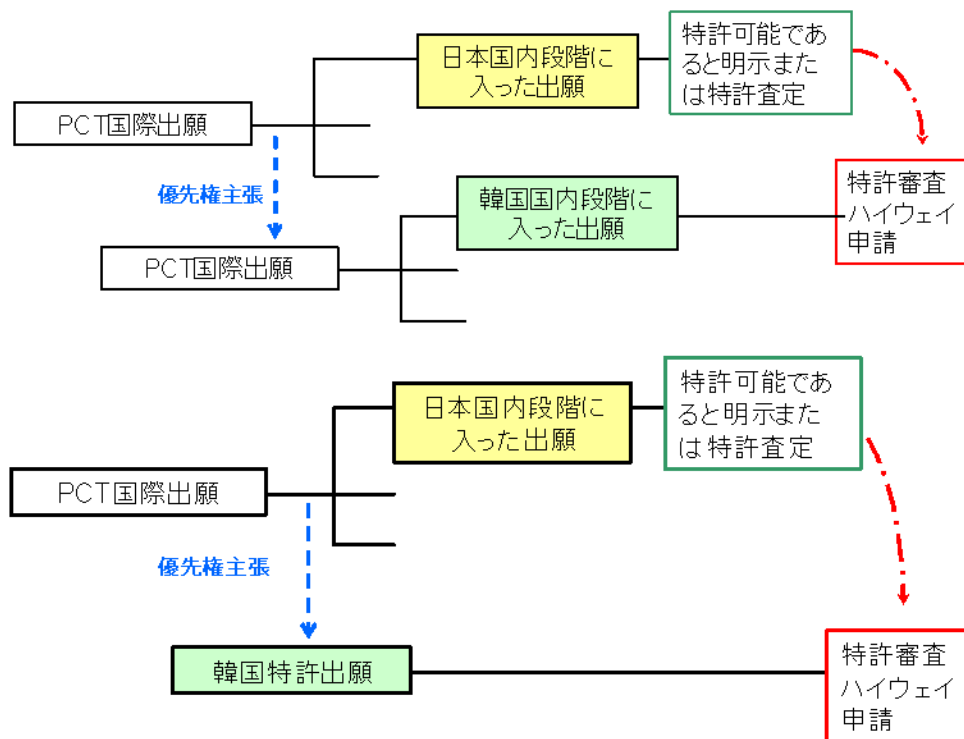 日本国内段階に
入った出願
特許可能であ
ると明示また
は特許査定
PCT国際出願
優先権主張
韓国国内段階に
入った出願
特許審査
ハイウェイ
申請
PCT国際出願
日本国内段階に
入った出願
特許可能であ
ると明示また
は特許査定
PCT国際出願
優先権主張
韓国特許出願
特許審査
ハイウェイ
申請